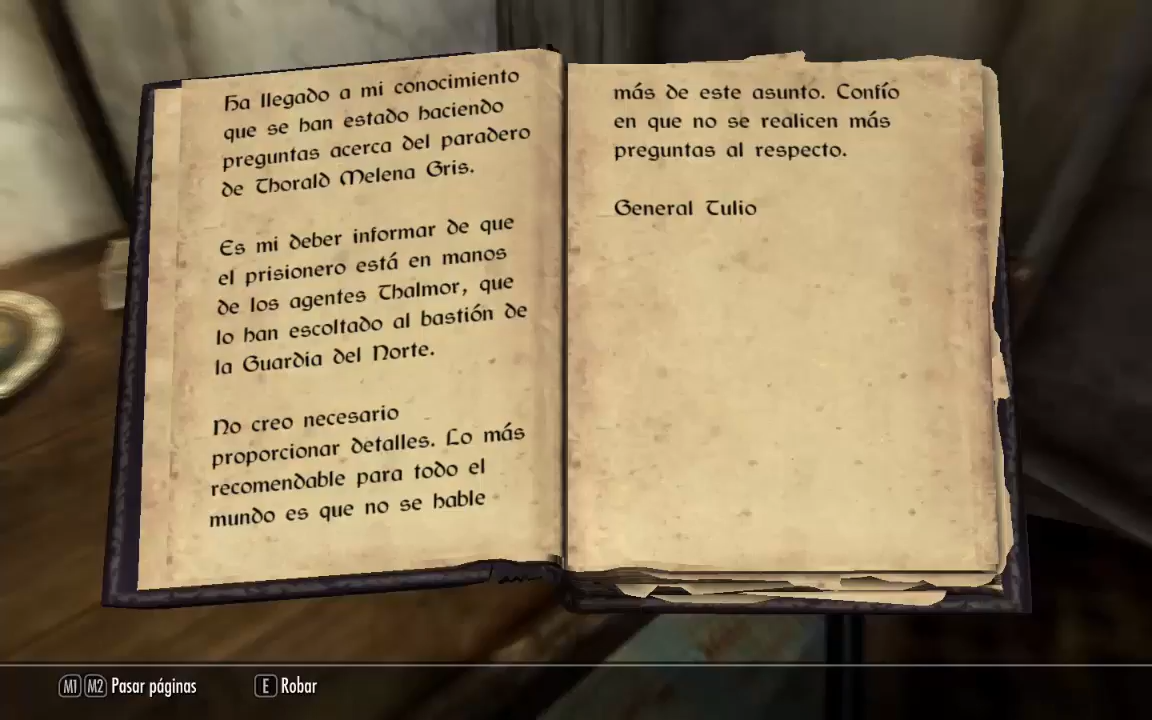 Ha llegado a mi conocimiento
que se han estado haciendo
preguntas acerca del paradero
de Thorald Melena Gris.
Es mi deber informar de que
el prisionero está en manos
de los agentes Thalmor, que
lo han escoltado al bastión de
la Guardia del Norte.
No creo necesario
proporcionar detalles. Lo más
recomendable para todo el
mundo es que no se hable
más de este asunto. Confío
en que no se realicen más
preguntas al respecto.
General Tulio
M1 M2 Pasar páginas
E Robar